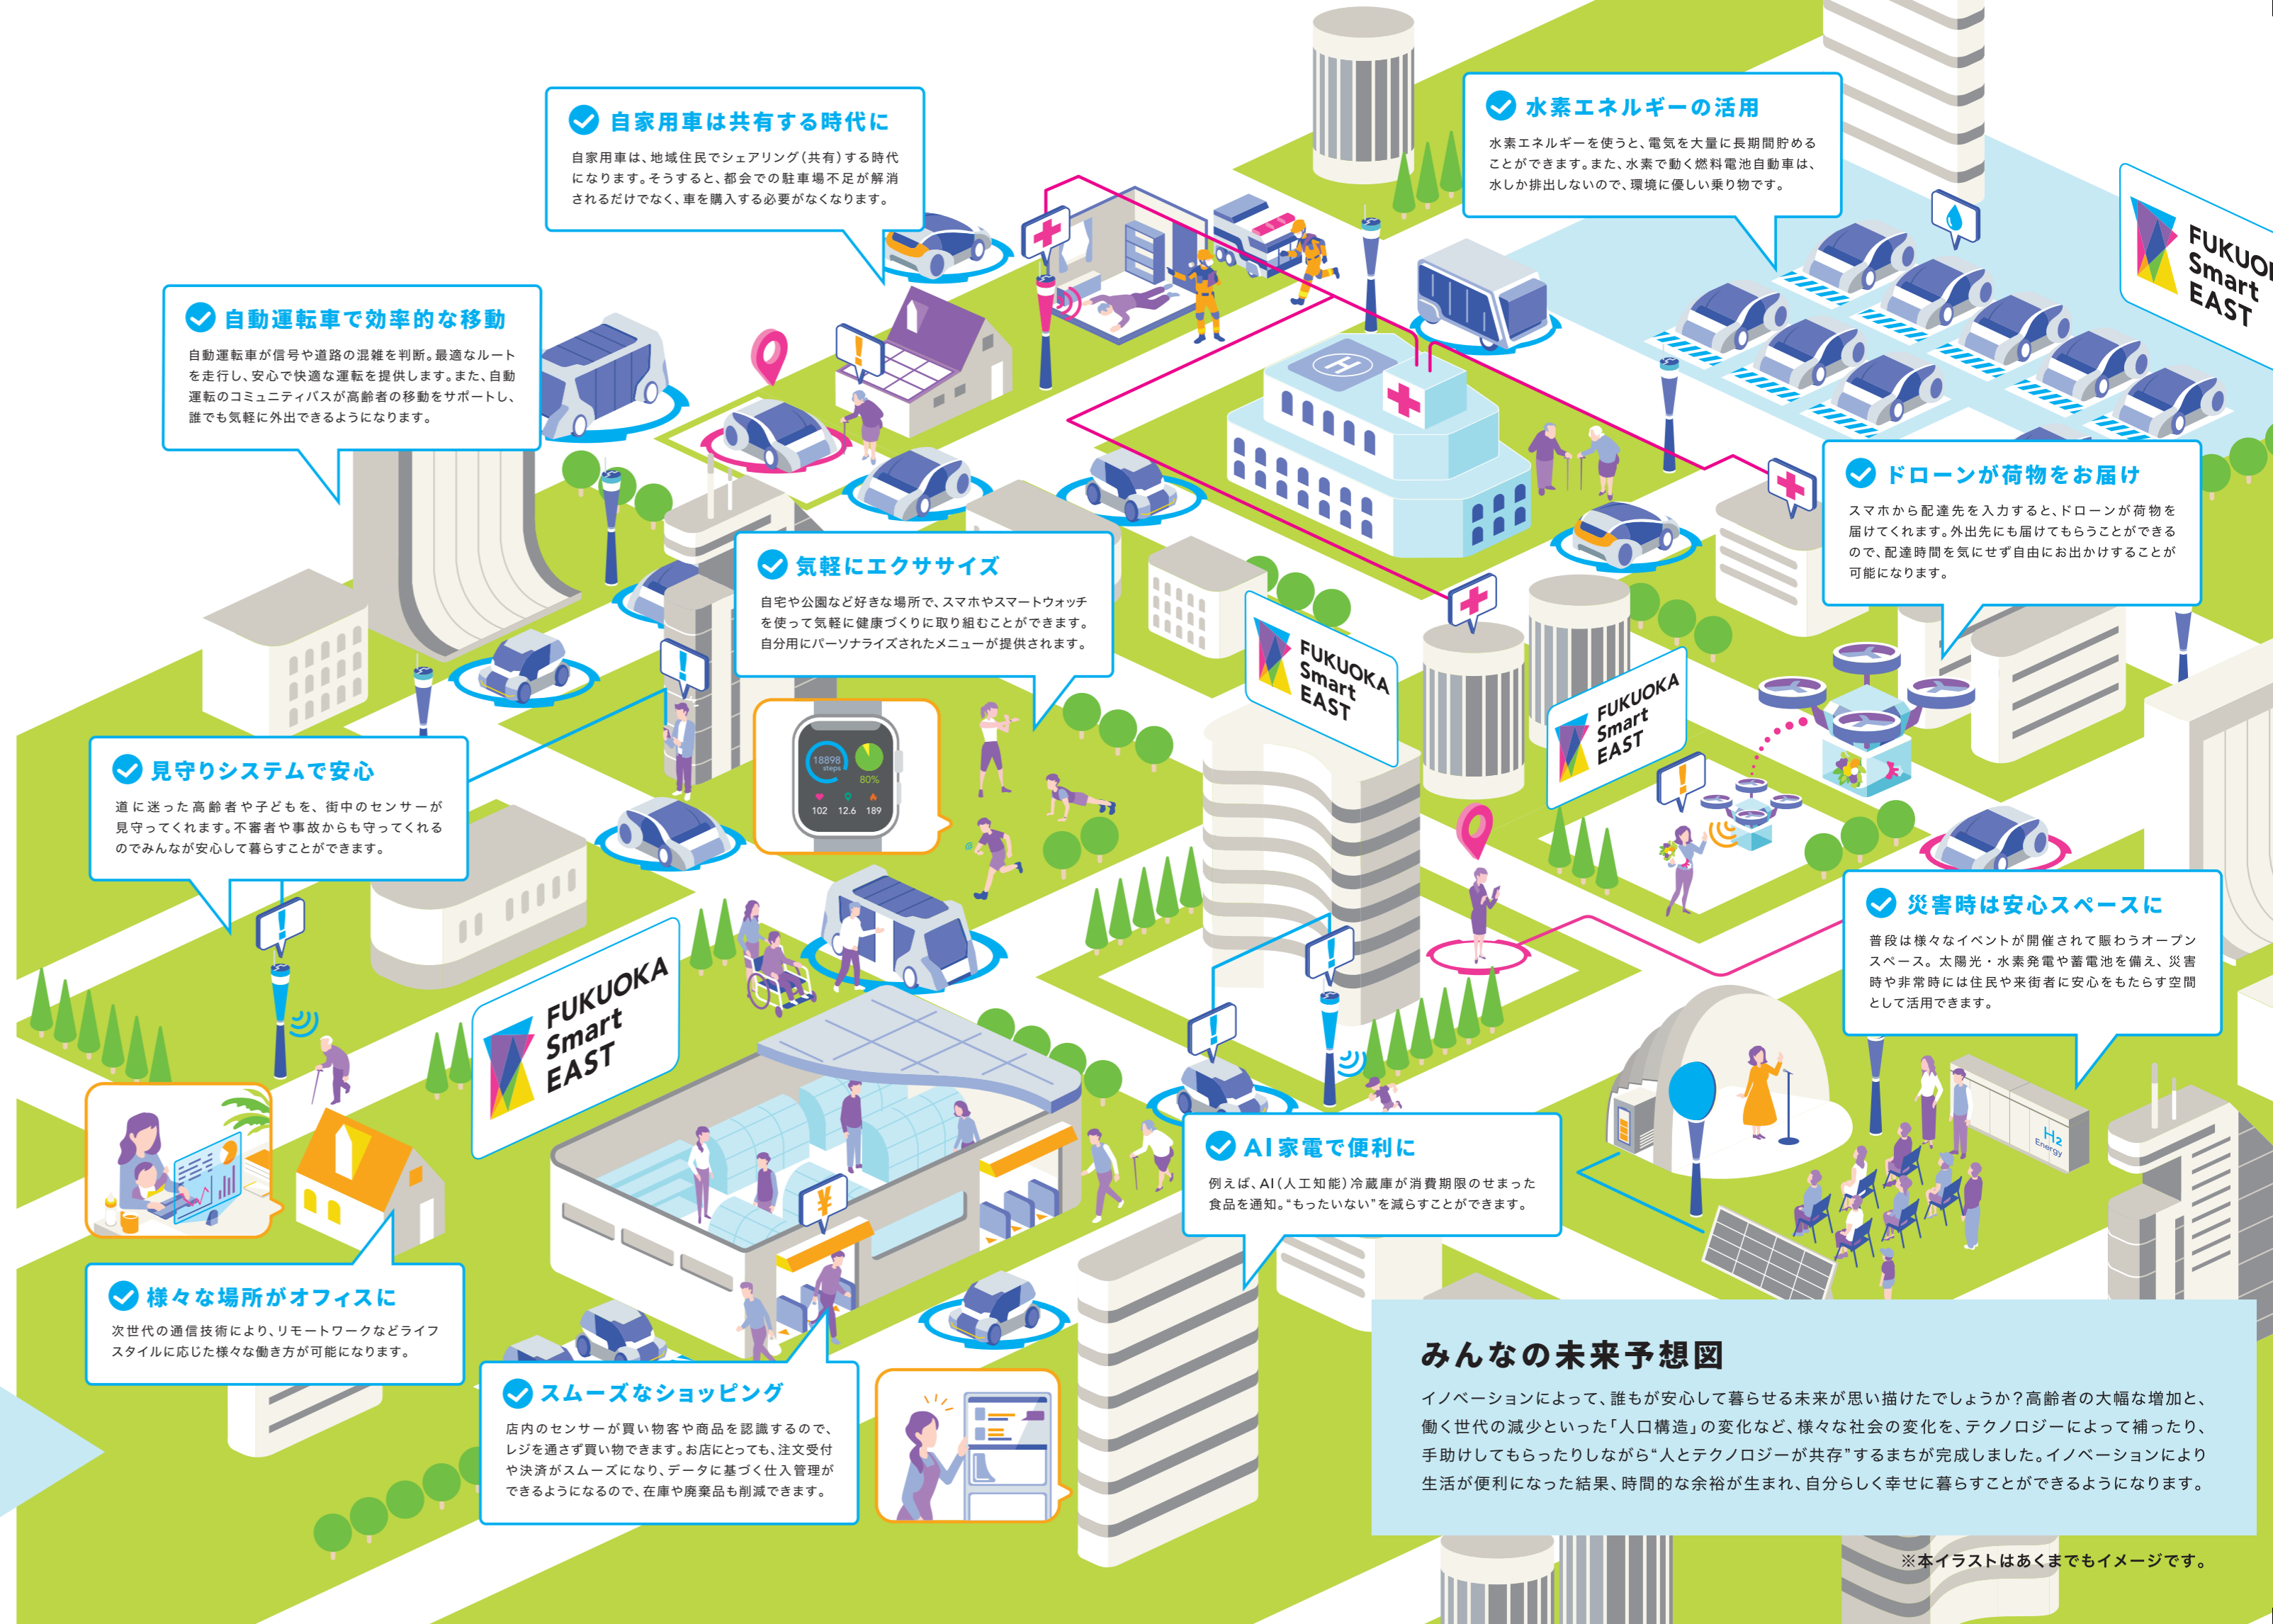 自家用車は共有する時代に
自家用車は、地域住民でシェアリング（共有）する時代
になります。そうすると、都会での駐車場不足が解消
されるだけでなく、車を購入する必要がなくなります。
水素エネルギーの活用
水素エネルギーを使うと、電気を大量に長期間貯める
ことができます。また、水素で動く燃料電池自動車は、
水しか排出しないので、環境に優しい乗り物です。
FUKUO
Smart
EAST
自動運転車で効率的な移動
自動運転車が信号や道路の混雑を判断。最適なルート
を走行し、安心で快適な運転を提供します。また、自動
運転のコミュニティバスが高齢者の移動をサポートし、
誰でも気軽に外出できるようになります。
H
ドローンが荷物をお届け
スマホから配達先を入力すると、ドローンが荷物を
届けてくれます。外出先にも届けてもらうことができる
ので、配達時間を気にせず自由にお出かけすることが
可能になります。
気軽にエクササイズ
自宅や公園など好きな場所で、スマホやスマートウォッチ
を使って気軽に健康づくりに取り組むことができます。
自分用にパーソナライズされたメニューが提供されます。
FUKUOKA
Smart
EAST
FUKUOKA
Smart
EAST
18898
steps
80%
102 12.6 189
見守りシステムで安心
道に迷った高齢者や子どもを、街中のセンサーが
見守ってくれます。不審者や事故からも守ってくれる
のでみんなが安心して暮らすことができます。
FUKUOKA
Smart
EAST
災害時は安心スペースに
普段は様々なイベントが開催されて賑わうオープン
スペース。太陽光・水素発電や蓄電池を備え、災害
時や非常時には住民や来街者に安心をもたらす空間
として活用できます。
H2
Energy
AI家電で便利に
例えば、AI（人工知能）冷蔵庫が消費期限のせまった
食品を通知。“もったいない”を減らすことができます。
¥
様々な場所がオフィスに
次世代の通信技術により、リモートワークなどライフ
スタイルに応じた様々な働き方が可能になります。
スムーズなショッピング
店内のセンサーが買い物客や商品を認識するので、
レジを通さず買い物できます。お店にとっても、注文受付
や決済がスムーズになり、データに基づく仕入管理が
できるようになるので、在庫や廃棄品も削減できます。
みんなの未来予想図
イノベーションによって、誰もが安心して暮らせる未来が思い描けたでしょうか？高齢者の大幅な増加と、
働く世代の減少といった「人口構造」の変化など、様々な社会の変化を、テクノロジーによって補ったり、
手助けしてもらったりしながら“人とテクノロジーが共存”するまちが完成しました。イノベーションにより
生活が便利になった結果、時間的な余裕が生まれ、自分らしく幸せに暮らすことができるようになります。
※本イラストはあくまでもイメージです。